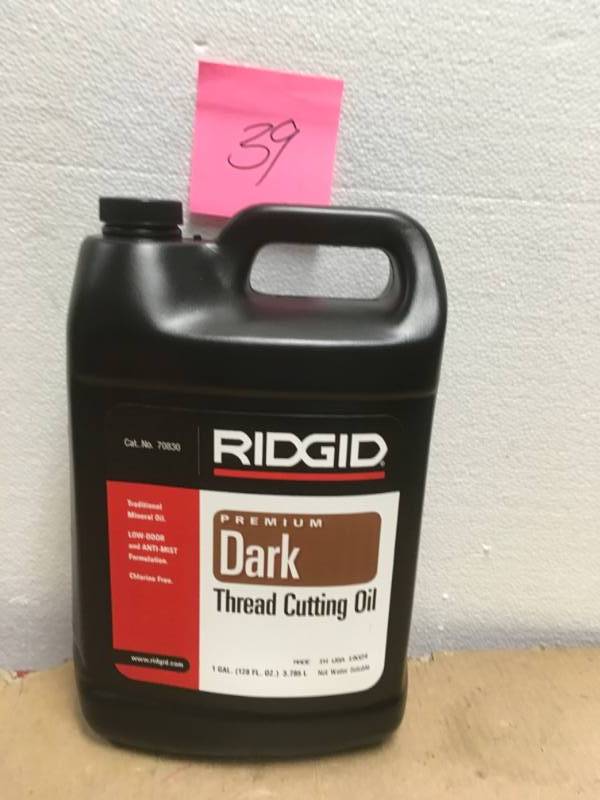 39
Cat. No. 70830
RIDGID
Traditional
Mineral Oil.
LOW-ODOR
and ANTI-MIST
Formulation.
Chlorine Free.
PREMIUM
Dark
Thread Cutting Oil
www.ridgid.com
MADE IN USA
1 GAL. (128 FL. OZ.) 3.785 L Not Water Soluble